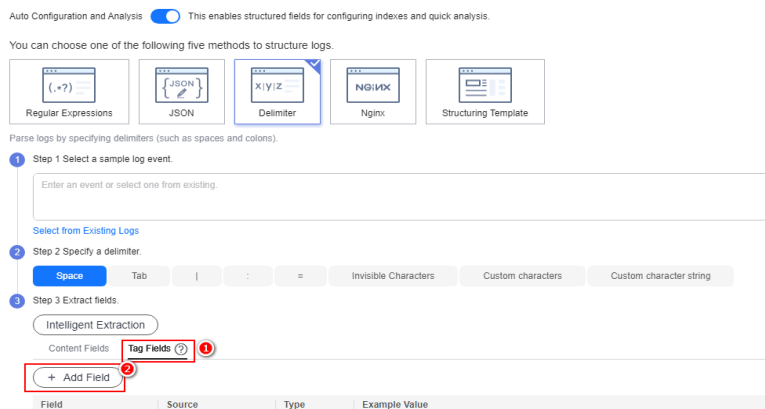 Auto Configuration and Analysis This enables structured fields for configuring indexes and quick analysis.
You can choose one of the following five methods to structure logs.
(.*?) {JSON} X|Y|Z NGINX
Regular Expressions JSON Delimiter Nginx Structuring Template
Parse logs by specifying delimiters (such as spaces and colons).
1 Step 1 Select a sample log event.
Enter an event or select one from existing.
Select from Existing Logs
2 Step 2 Specify a delimiter.
Space Tab | : = Invisible Characters Custom characters Custom character string
3 Step 3 Extract fields.
Intelligent Extraction
Content Fields Tag Fields ? 1
2
+ Add Field
Field Source Type Example Value